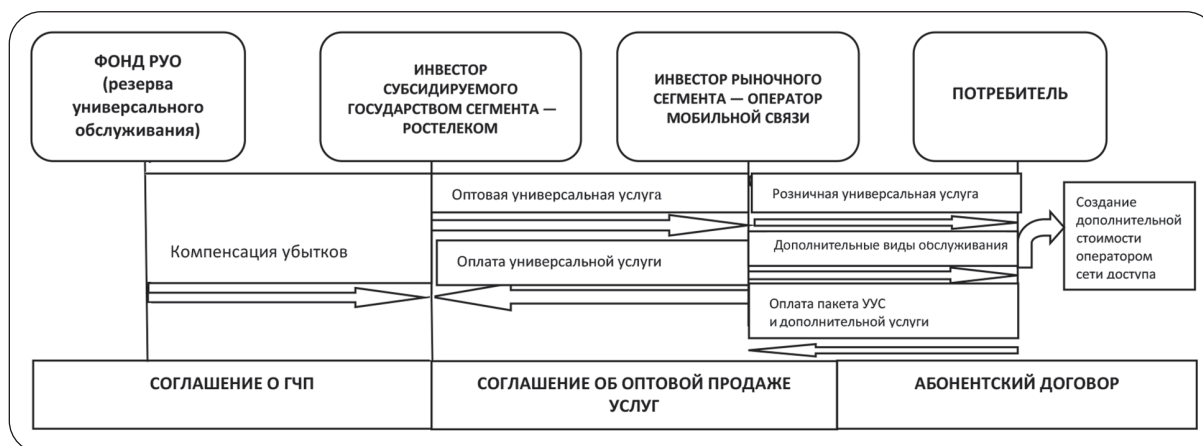 ФОНД РУО
(резерва
универсального
обслуживания)
ИНВЕСТОР
СУБСИДИРУЕМОГО
ГОСУДАРСТВОМ СЕГМЕНТА —
РОСТЕЛЕКОМ
ИНВЕСТОР РЫНОЧНОГО
СЕГМЕНТА — ОПЕРАТОР
МОБИЛЬНОЙ СВЯЗИ
ПОТРЕБИТЕЛЬ
Оптовая универсальная услуга
Розничная универсальная услуга
Создание
дополнительной
стоимости
оператором
сети доступа
Компенсация убытков
Оплата универсальной услуги
Дополнительные виды обслуживания
Оплата пакета УУС
и дополнительной услуги
СОГЛАШЕНИЕ О ГЧП
СОГЛАШЕНИЕ ОБ ОПТОВОЙ ПРОДАЖЕ
УСЛУГ
АБОНЕНТСКИЙ ДОГОВОР